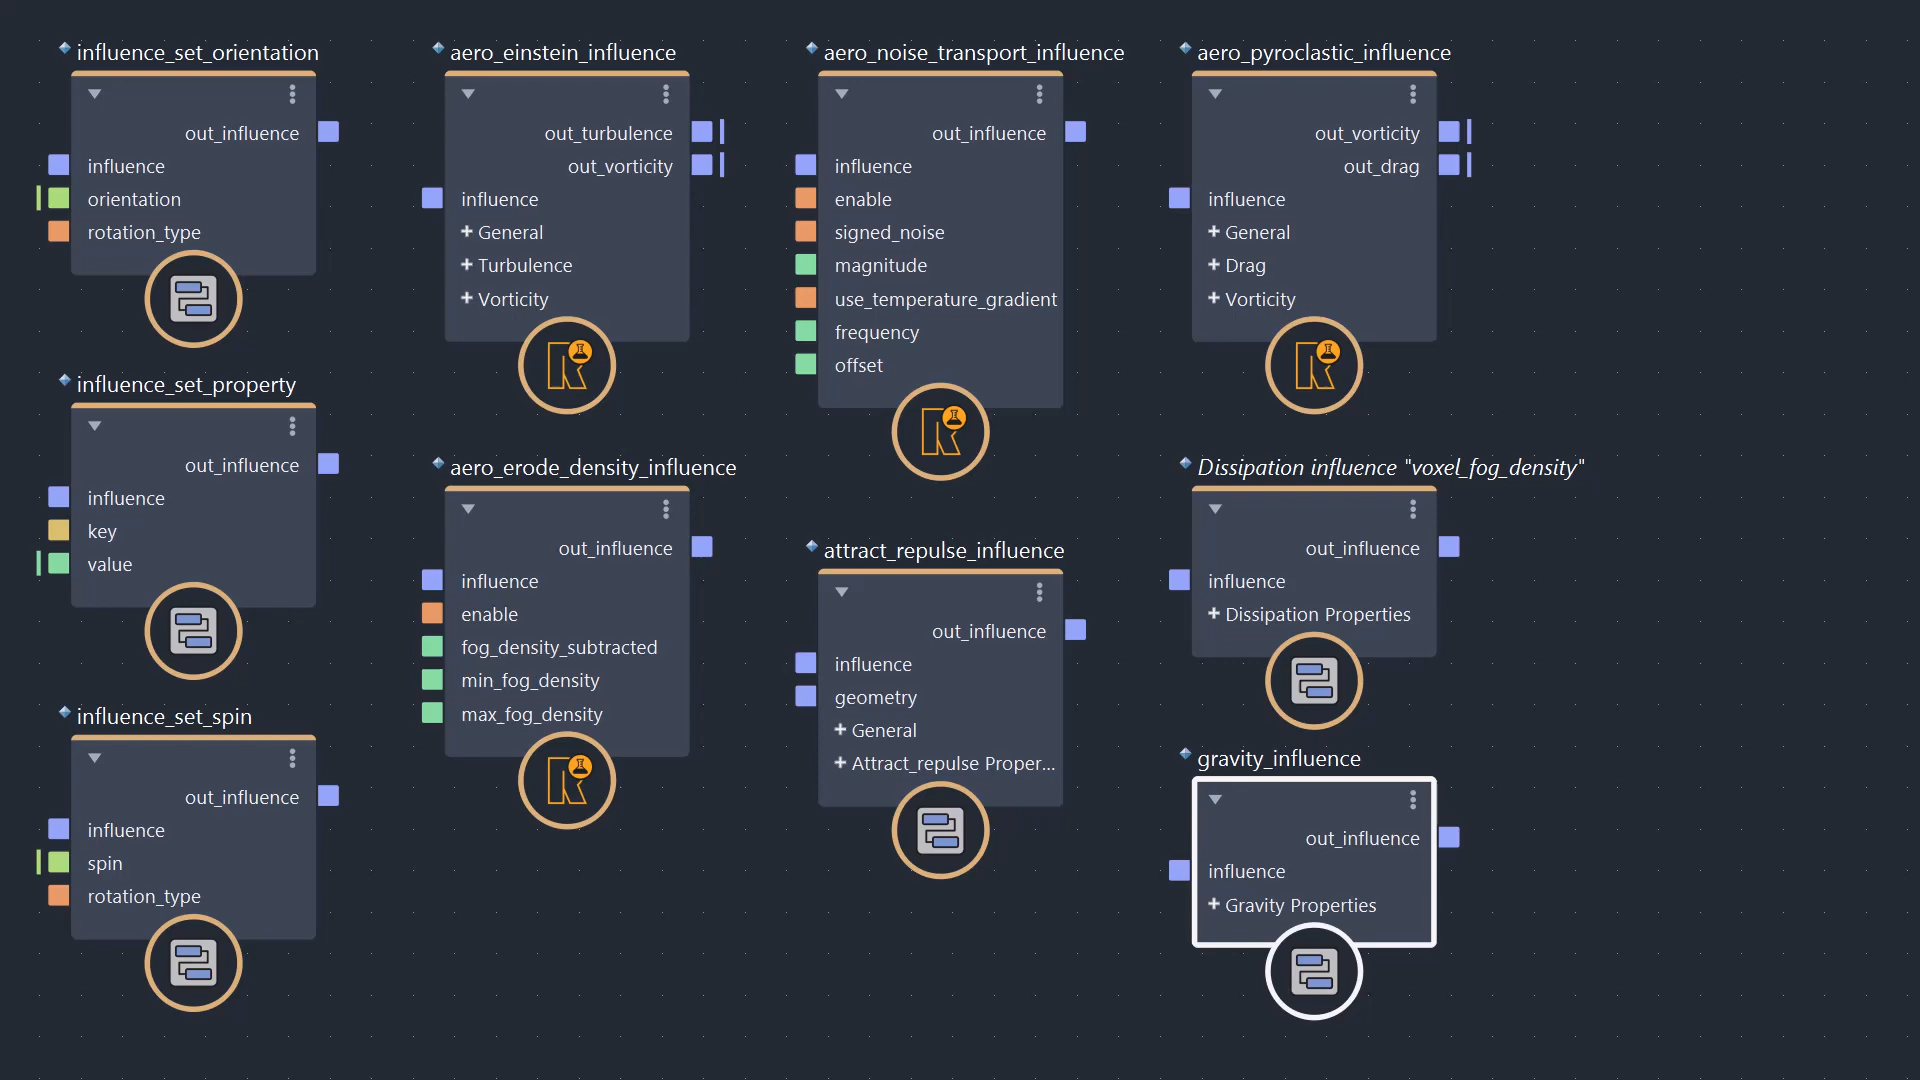 influence_set_orientation
out_influence
influence
orientation
rotation_type
influence_set_property
out_influence
influence
key
value
influence_set_spin
out_influence
influence
spin
rotation_type
aero_einstein_influence
out_turbulence
out_vorticity
influence
+ General
+ Turbulence
+ Vorticity
aero_erode_density_influence
out_influence
influence
enable
fog_density_subtracted
min_fog_density
max_fog_density
aero_noise_transport_influence
out_influence
influence
enable
signed_noise
magnitude
use_temperature_gradient
frequency
offset
attract_repulse_influence
out_influence
influence
geometry
+ General
+ Attract_repulse Proper...
aero_pyroclastic_influence
out_vorticity
out_drag
influence
+ General
+ Drag
+ Vorticity
Dissipation influence "voxel_fog_density"
out_influence
influence
+ Dissipation Properties
gravity_influence
out_influence
influence
+ Gravity Properties